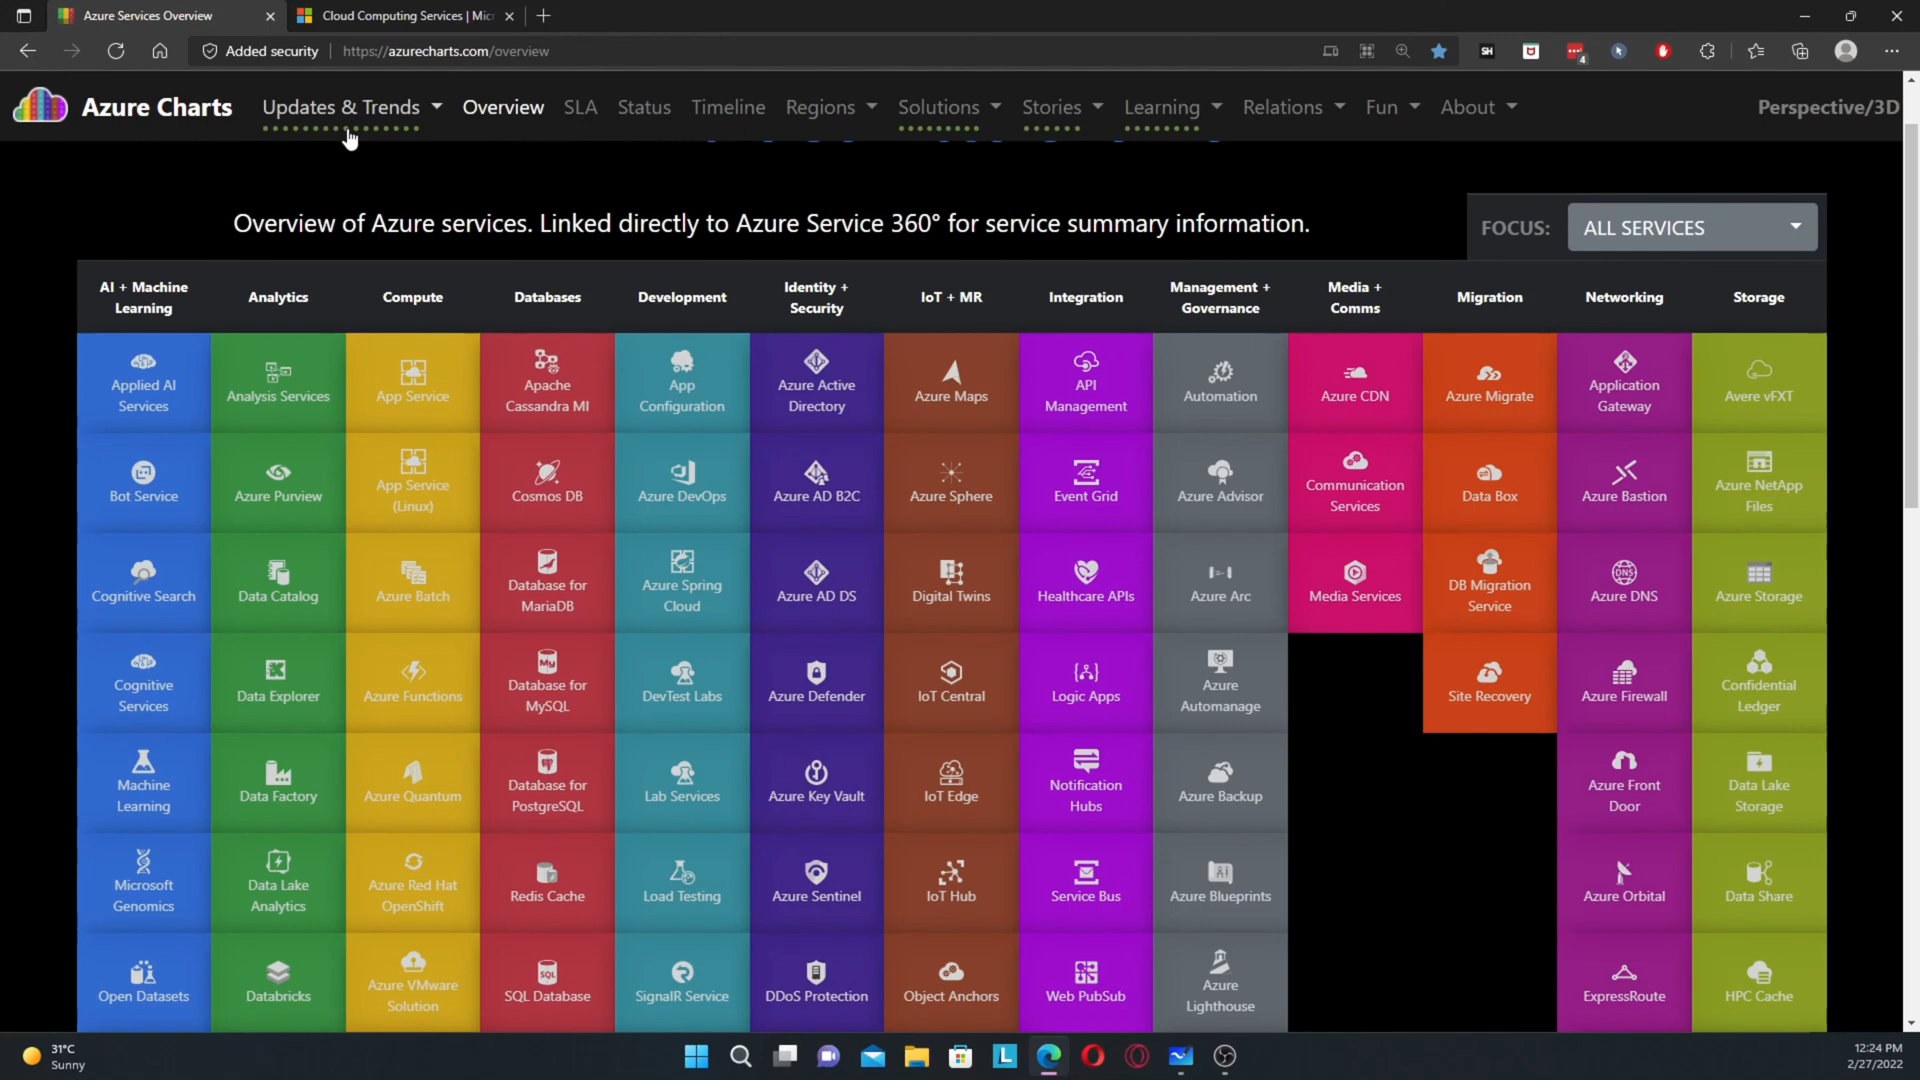 Azure Services Overview
Cloud Computing Services | Mic
Added security
https://azurecharts.com/overview
SH
4
Azure Charts
Updates & Trends
Overview
SLA
Status
Timeline
Regions
Solutions
Stories
Learning
Relations
Fun
About
Perspective/3D
Overview of Azure services. Linked directly to Azure Service 360° for service summary information.
FOCUS:
ALL SERVICES
AI + Machine
Learning
Analytics
Compute
Databases
Development
Identity +
Security
IoT + MR
Integration
Management +
Governance
Media +
Comms
Migration
Networking
Storage
Applied AI
Services
Analysis Services
App Service
Apache
Cassandra MI
App
Configuration
Azure Active
Directory
Azure Maps
API
Management
Automation
Azure CDN
Azure Migrate
Application
Gateway
Avere vFXT
Bot Service
Azure Purview
App Service
(Linux)
Cosmos DB
Azure DevOps
Azure AD B2C
Azure Sphere
Event Grid
Azure Advisor
Communication
Services
Data Box
Azure Bastion
Azure NetApp
Files
Cognitive Search
Data Catalog
Azure Batch
Database for
MariaDB
Azure Spring
Cloud
Azure AD DS
Digital Twins
Healthcare APIs
Azure Arc
Media Services
DB Migration
Service
DNS
Azure DNS
Azure Storage
Cognitive
Services
Data Explorer
Azure Functions
My
Database for
MySQL
DevTest Labs
Azure Defender
IoT Central
Logic Apps
Azure
Automanage
Site Recovery
Azure Firewall
Confidential
Ledger
Machine
Learning
Data Factory
Azure Quantum
Database for
PostgreSQL
Lab Services
Azure Key Vault
IoT Edge
Notification
Hubs
Azure Backup
Azure Front
Door
Data Lake
Storage
Microsoft
Genomics
Data Lake
Analytics
Azure Red Hat
OpenShift
Redis Cache
Load Testing
Azure Sentinel
IoT Hub
Service Bus
Azure Blueprints
Azure Orbital
Data Share
Open Datasets
Databricks
Azure VMware
Solution
SQL
SQL Database
SignalR Service
DDoS Protection
Object Anchors
Web PubSub
Azure
Lighthouse
ExpressRoute
HPC Cache
31°C
Sunny
L
12:24 PM
2/27/2022